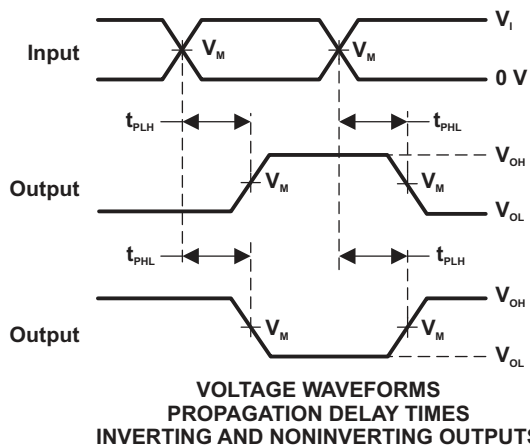 V_I
Input V_M V_M
0 V
t_PLH t_PHL
V_OH
Output V_M V_M
V_OL
t_PHL t_PLH
V_OH
Output V_M V_M
V_OL
VOLTAGE WAVEFORMS
PROPAGATION DELAY TIMES
INVERTING AND NONINVERTING OUTPUTS